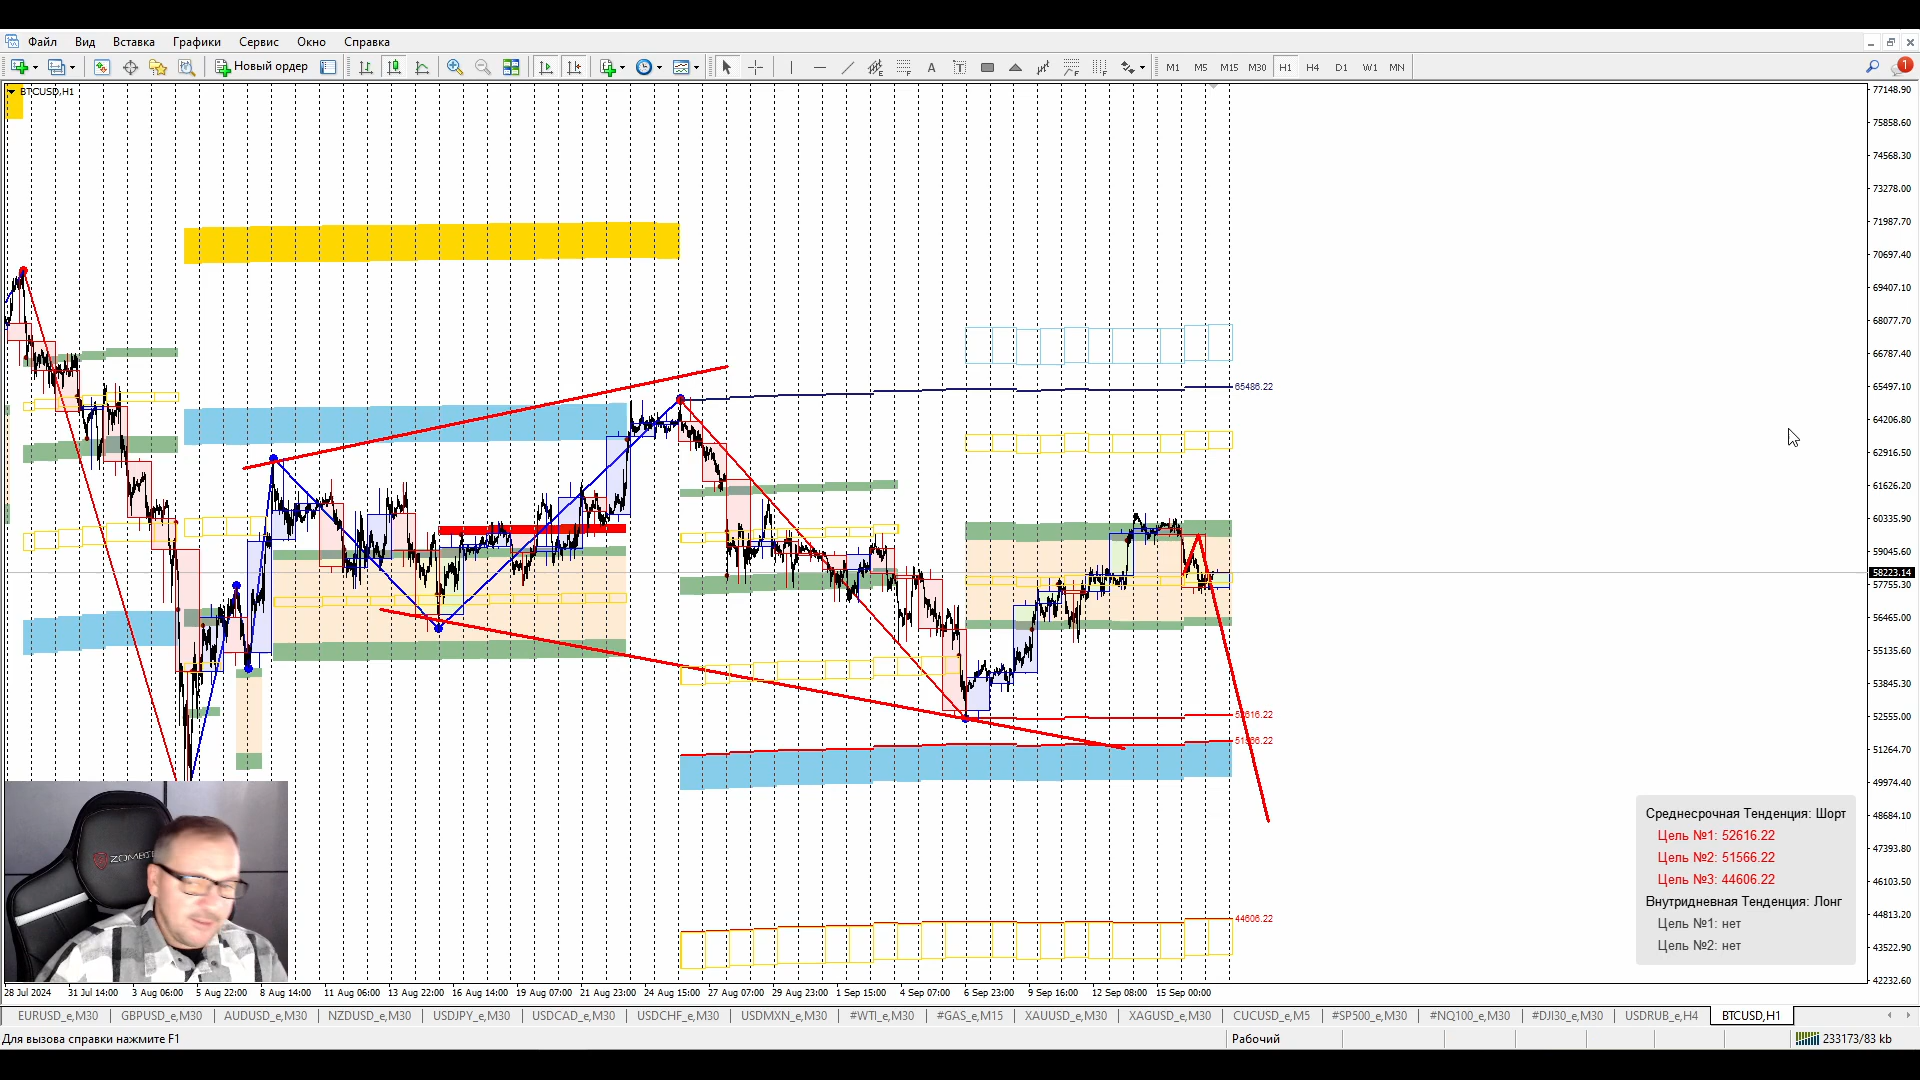 Файл Вид Вставка Графики Сервис Окно Справка
Новый ордер A T M1 M5 M15 M30 H1 H4 D1 W1 MN 1
BTCUSD,H1
77148.90
75858.60
74568.30
73278.00
71987.70
70697.40
69407.10
68077.70
66787.40
65486.22
65497.10
64206.80
62916.50
61626.20
60335.90
59045.60
58223.14
57755.30
56465.00
55135.60
53845.30
52616.22
52555.00
51566.22
51264.70
49974.40
48684.10
47393.80
46103.50
44813.20
44606.22
43522.90
42232.60
ZOMBIE
Среднесрочная Тенденция: Шорт
Цель №1: 52616.22
Цель №2: 51566.22
Цель №3: 44606.22
Внутридневная Тенденция: Лонг
Цель №1: нет
Цель №2: нет
28 Jul 2024 31 Jul 14:00 3 Aug 06:00 5 Aug 22:00 8 Aug 14:00 11 Aug 06:00 13 Aug 22:00 16 Aug 14:00 19 Aug 07:00 21 Aug 23:00 24 Aug 15:00 27 Aug 07:00 29 Aug 23:00 1 Sep 15:00 4 Sep 07:00 6 Sep 23:00 9 Sep 16:00 12 Sep 08:00 15 Sep 00:00
EURUSD_e,M30 GBPUSD_e,M30 AUDUSD_e,M30 NZDUSD_e,M30 USDJPY_e,M30 USDCAD_e,M30 USDCHF_e,M30 USDMXN_e,M30 #WTI_e,M30 #GAS_e,M15 XAUUSD_e,M30 XAGUSD_e,M30 CUCUSD_e,M5 #SP500_e,M30 #NQ100_e,M30 #DJI30_e,M30 USDRUB_e,H4 BTCUSD,H1
Для вызова справки нажмите F1 Рабочий 233173/83 kb